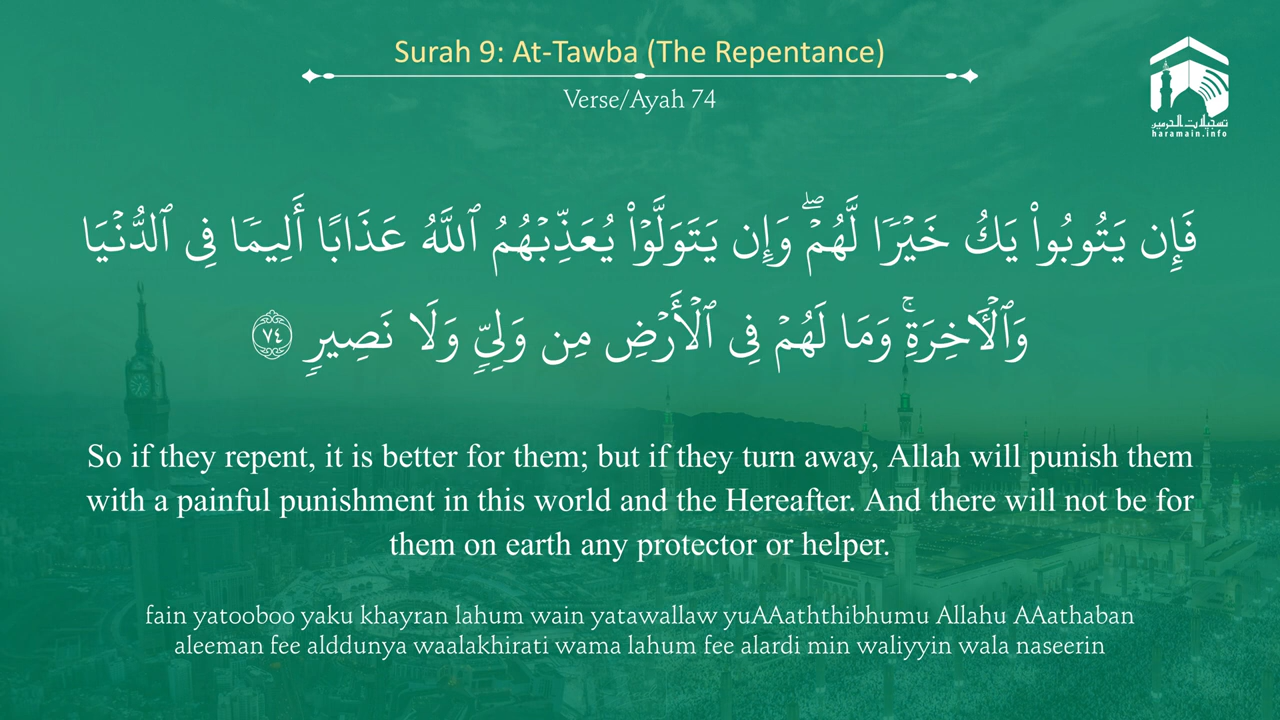 Surah 9: At-Tawba (The Repentance)
Verse/Ayah 74
تسجيلات الحرمين
haramain.info
فَإِن يَتُوبُوا۟ يَكُ خَيْرًۭا لَّهُمْ ۖ وَإِن يَتَوَلَّوْا۟ يُعَذِّبْهُمُ ٱللَّهُ عَذَابًا أَلِيمًۭا فِى ٱلدُّنْيَا
وَٱلْـَٔاخِرَةِ ۚ وَمَا لَهُمْ فِى ٱلْأَرْضِ مِن وَلِىٍّۢ وَلَا نَصِيرٍۢ ٧٤
So if they repent, it is better for them; but if they turn away, Allah will punish them
with a painful punishment in this world and the Hereafter. And there will not be for
them on earth any protector or helper.
fain yatooboo yaku khayran lahum wain yatawallaw yuAAaththibhumu Allahu AAathaban
aleeman fee alddunya waalakhirati wama lahum fee alardi min waliyyin wala naseerin